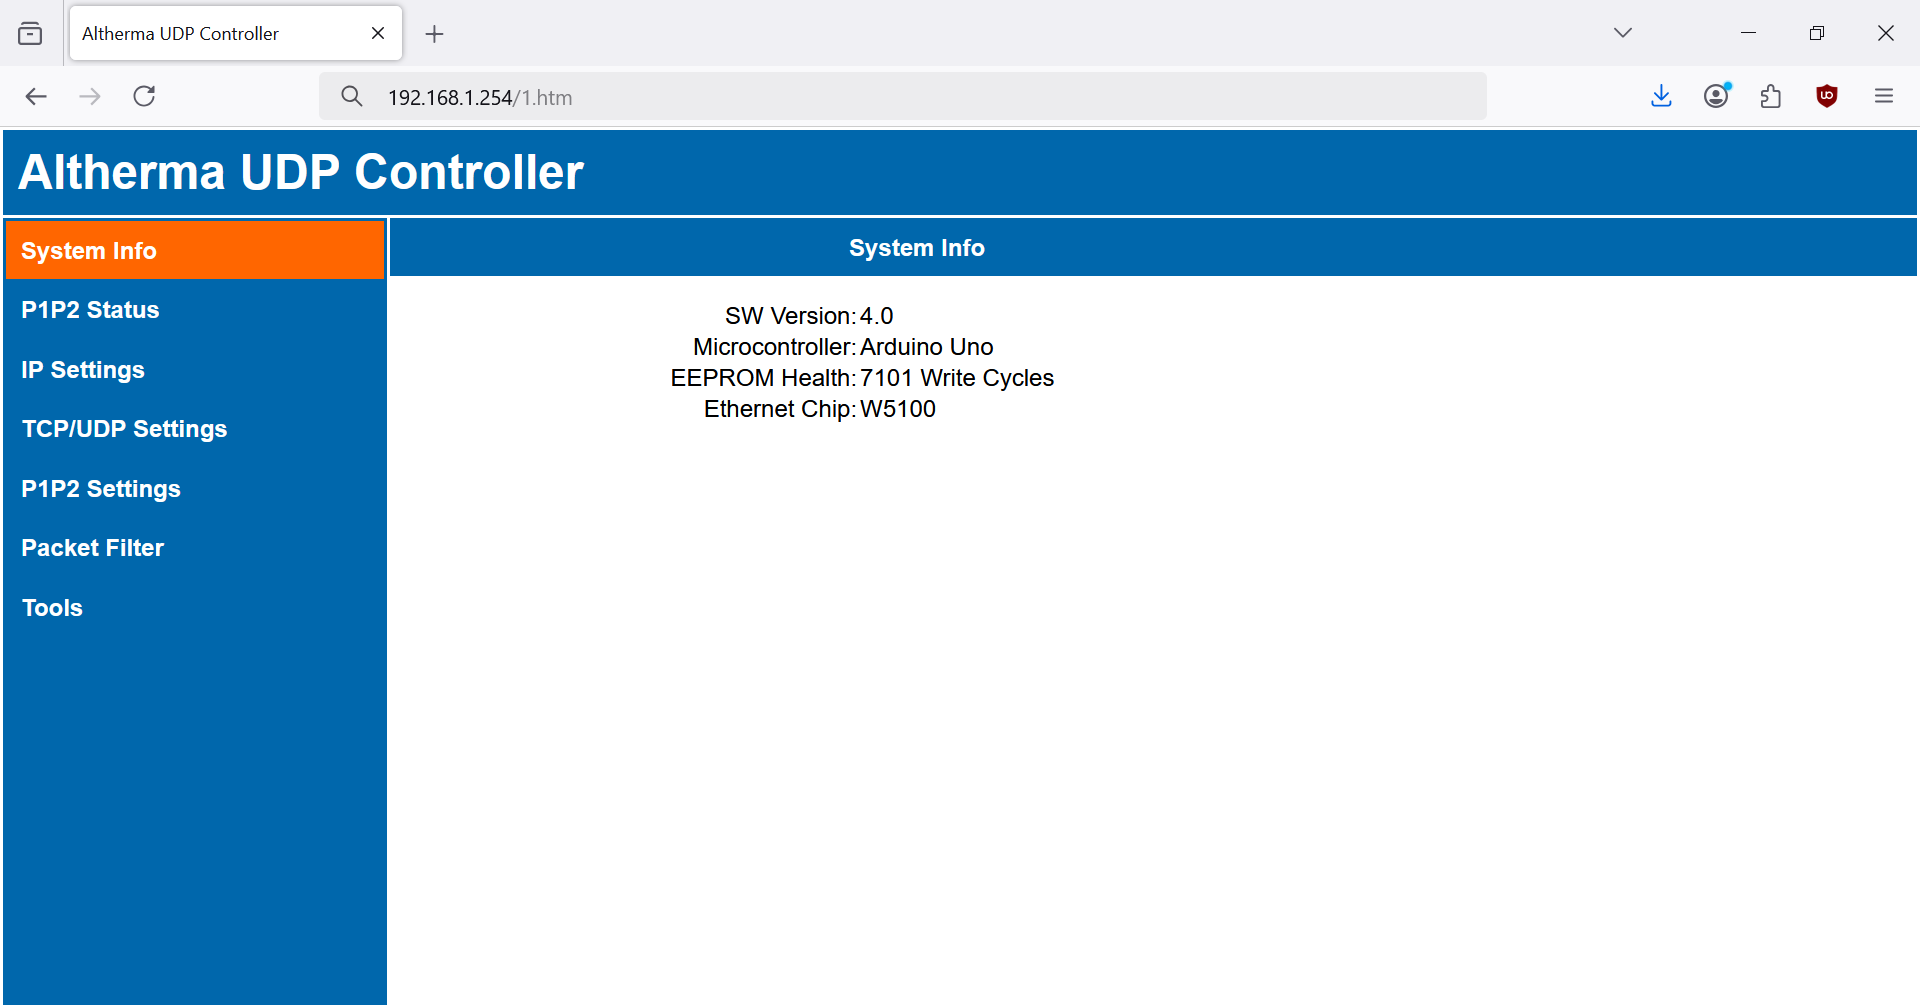 Altherma UDP Controller
192.168.1.254/1.htm
Altherma UDP Controller
System Info
P1P2 Status
IP Settings
TCP/UDP Settings
P1P2 Settings
Packet Filter
Tools
System Info
SW Version: 4.0
Microcontroller: Arduino Uno
EEPROM Health: 7101 Write Cycles
Ethernet Chip: W5100